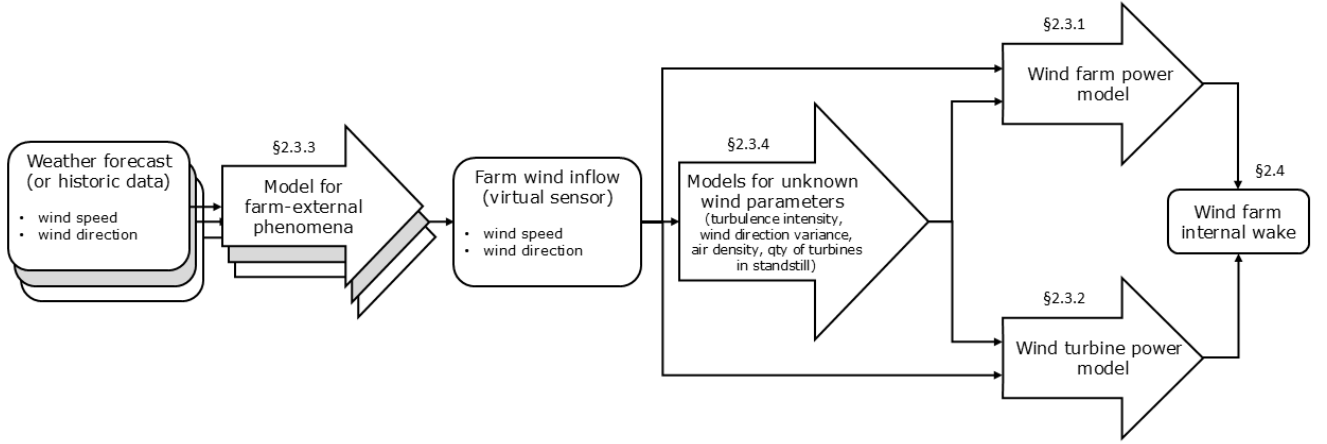 Weather forecast
(or historic data)
• wind speed
• wind direction
§2.3.3
Model for
farm-external
phenomena
Farm wind inflow
(virtual sensor)
• wind speed
• wind direction
§2.3.4
Models for unknown
wind parameters
(turbulence intensity,
wind direction variance,
air density, qty of turbines
in standstill)
§2.3.1
Wind farm power
model
§2.3.2
Wind turbine power
model
§2.4
Wind farm
internal wake